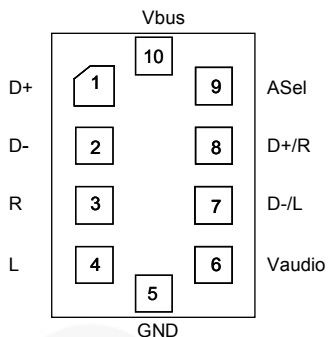 Vbus
10
D+ 1 9 ASel
D- 2 8 D+/R
R 3 7 D-/L
L 4 6 Vaudio
5
GND